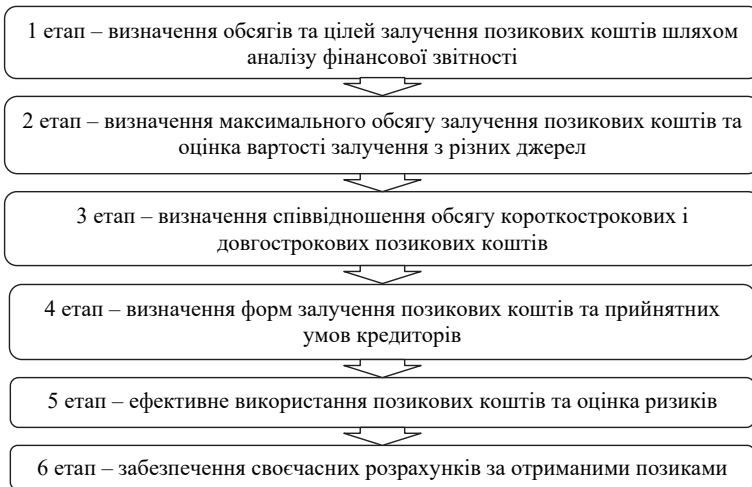 1 етап – визначення обсягів та цілей залучення позикових коштів шляхом
аналізу фінансової звітності
2 етап – визначення максимального обсягу залучення позикових коштів та
оцінка вартості залучення з різних джерел
3 етап – визначення співвідношення обсягу короткострокових і
довгострокових позикових коштів
4 етап – визначення форм залучення позикових коштів та прийнятних
умов кредиторів
5 етап – ефективне використання позикових коштів та оцінка ризиків
6 етап – забезпечення своєчасних розрахунків за отриманими позиками